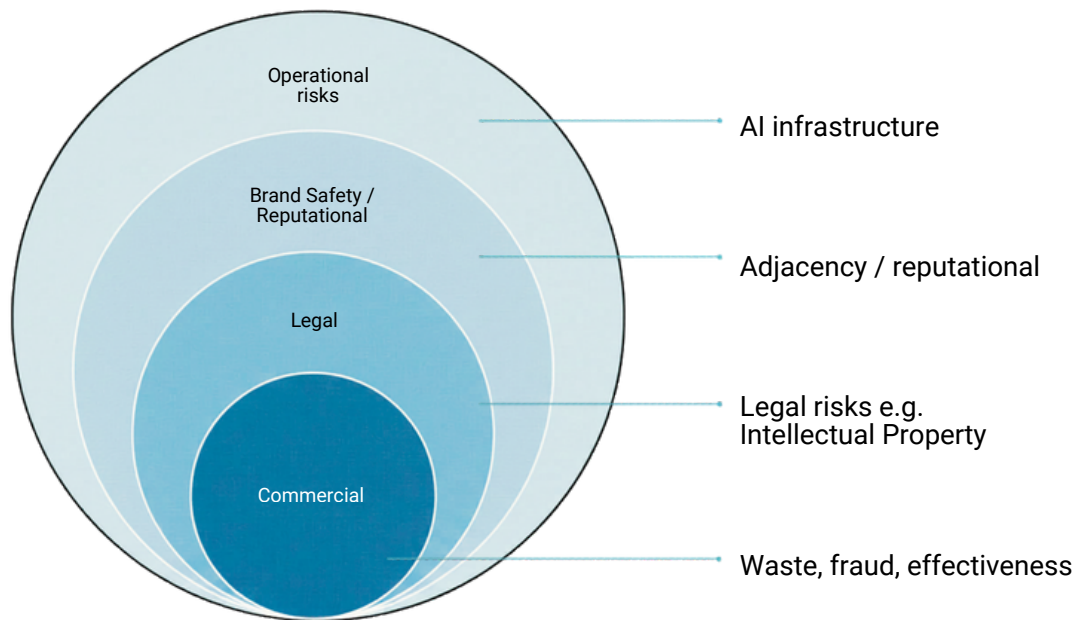 Operational
risks
AI infrastructure
Brand Safety /
Reputational
Adjacency / reputational
Legal
Legal risks e.g.
Intellectual Property
Commercial
Waste, fraud, effectiveness